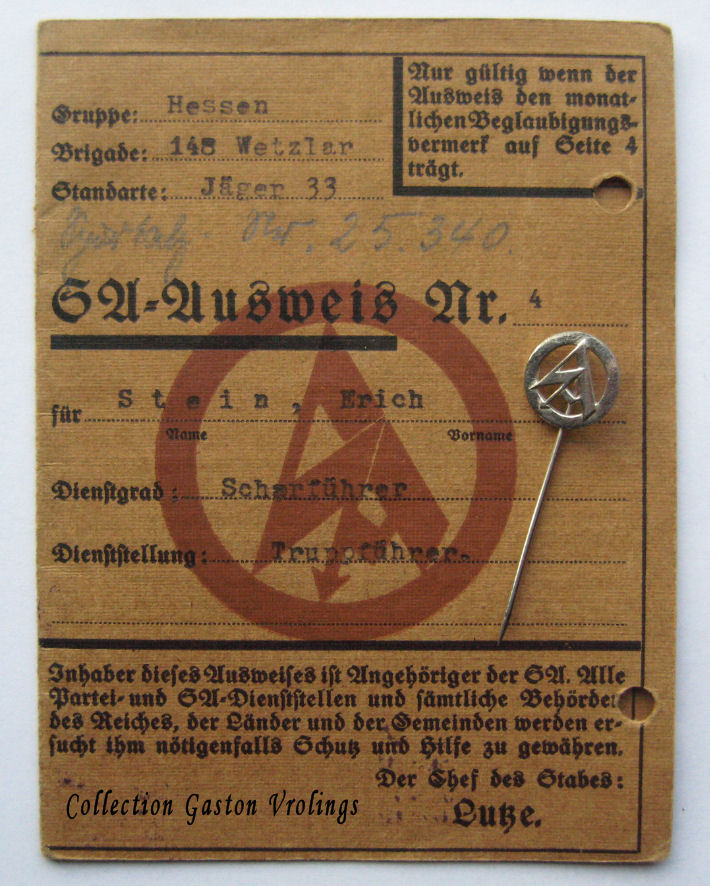 Nur gültig wenn der
Ausweis den monat-
lichen Beglaubigungs-
vermerk auf Seite 4
trägt.
Gruppe: Hessen
Brigade: 148 Wetzlar
Standarte: Jäger 33
Nr. 25.340.
SA-Ausweis Nr. 4
für Stein, Erich
Name Vorname
Dienstgrad: Scharführer
Dienststellung: Truppführer.
Inhaber dieses Ausweises ist Angehöriger der SA. Alle
Partei- und SA-Dienststellen und sämtliche Behörden
des Reiches, der Länder und der Gemeinden werden er-
sucht ihm nötigenfalls Schutz und Hilfe zu gewähren.
Der Chef des Stabes:
Lutze.
Collection Gaston Vrolings